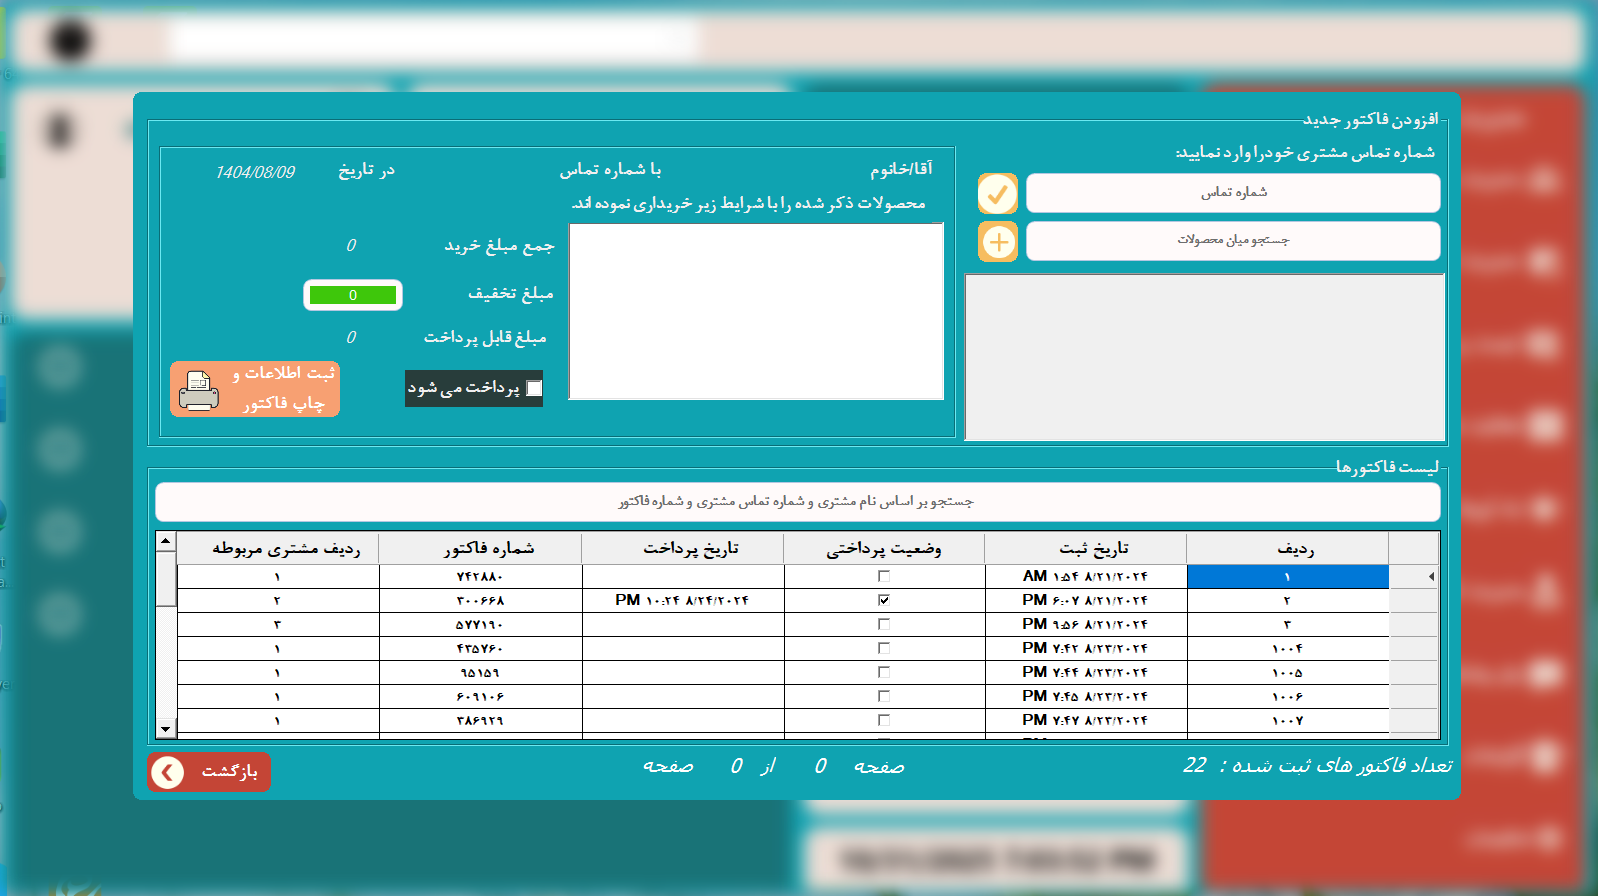 افزودن فاکتور جدید
شماره تماس مشتری خود را وارد نمایید:
شماره تماس
جستجو میان محصولات
آقا/خانوم با شماره تماس در تاریخ 1404/08/09
محصولات ذکر شده را با شرایط زیر خریداری نموده اند.
جمع مبلغ خرید 0
مبلغ تخفیف 0
مبلغ قابل پرداخت 0
پرداخت می شود
ثبت اطلاعات و
چاپ فاکتور
لیست فاکتورها
جستجو بر اساس نام مشتری و شماره تماس مشتری و شماره فاکتور
ردیف تاریخ ثبت وضعیت پرداختی تاریخ پرداخت شماره فاکتور ردیف مشتری مربوطه
۱ ۸/۲۱/۲۰۲۴ ۱:۵۴ AM ۷۴۲۸۸۰ ۱
۲ ۸/۲۱/۲۰۲۴ ۶:۰۷ PM ۸/۲۴/۲۰۲۴ ۱۰:۲۴ PM ۳۰۰۶۶۸ ۲
۳ ۸/۲۱/۲۰۲۴ ۹:۵۶ PM ۵۷۷۱۹۰ ۳
۱۰۰۴ ۸/۲۳/۲۰۲۴ ۷:۴۲ PM ۴۳۵۷۶۰ ۱
۱۰۰۵ ۸/۲۳/۲۰۲۴ ۷:۴۴ PM ۹۵۱۵۹ ۱
۱۰۰۶ ۸/۲۳/۲۰۲۴ ۷:۴۵ PM ۶۰۹۱۰۶ ۱
۱۰۰۷ ۸/۲۳/۲۰۲۴ ۷:۴۷ PM ۳۸۶۹۲۹ ۱
تعداد فاکتور های ثبت شده : 22
صفحه 0 از 0 صفحه
بازگشت